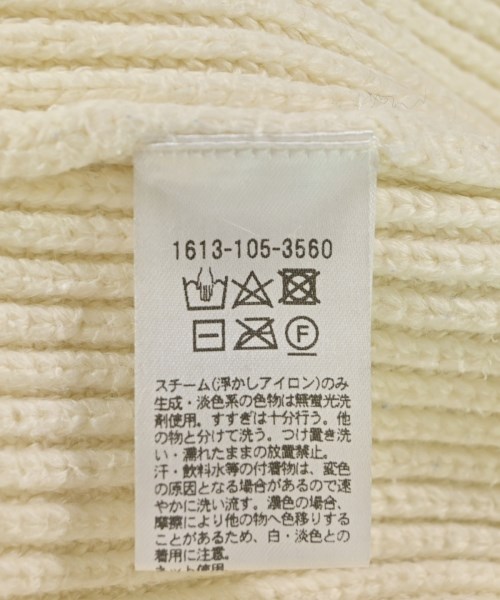 1613-105-3560
F
スチーム(浮かしアイロン)のみ
生成・淡色系の色物は無蛍光洗
剤使用。すすぎは十分行う。他
の物と分けて洗う。つけ置き洗
い・濡れたままの放置禁止。
汗・飲料水等の付着物は、変色
の原因となる場合があるので速
やかに洗い流す。濃色の場合、
摩擦により他の物へ色移りする
ことがあるため、白・淡色との
着用に注意。
ネット使用